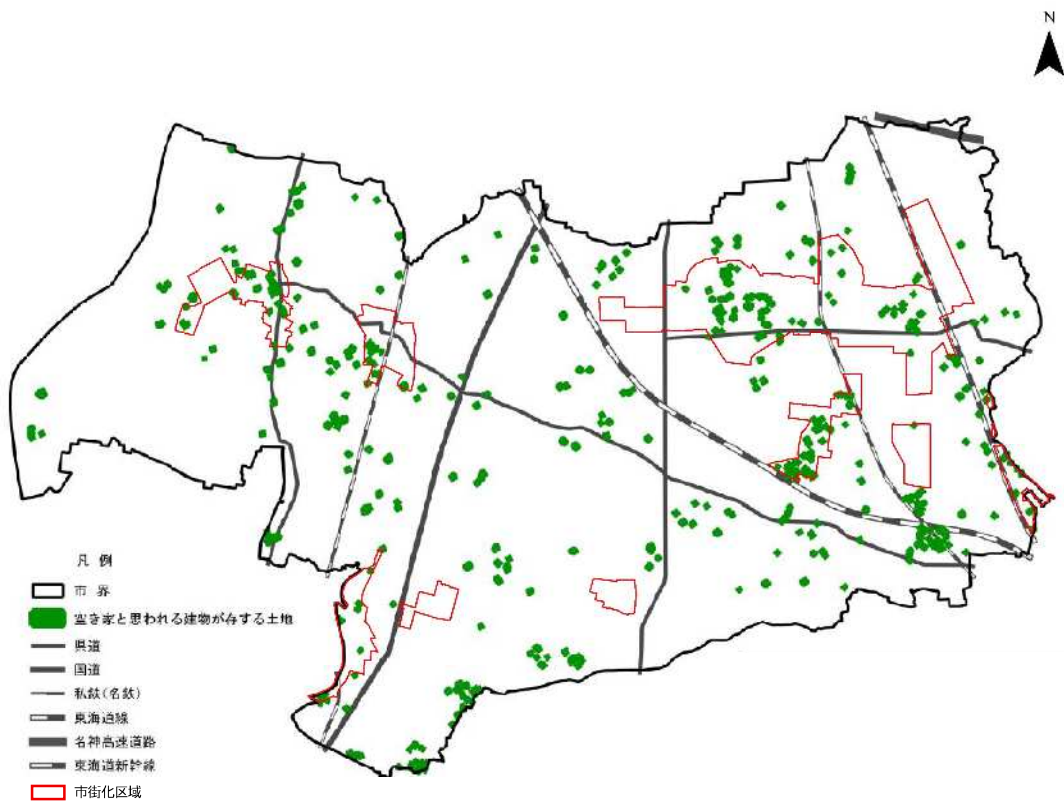 N
凡 例
市 界
空き家と思われる建物が存する土地
県道
国道
私鉄(名鉄)
東海道線
名神高速道路
東海道新幹線
市街化区域